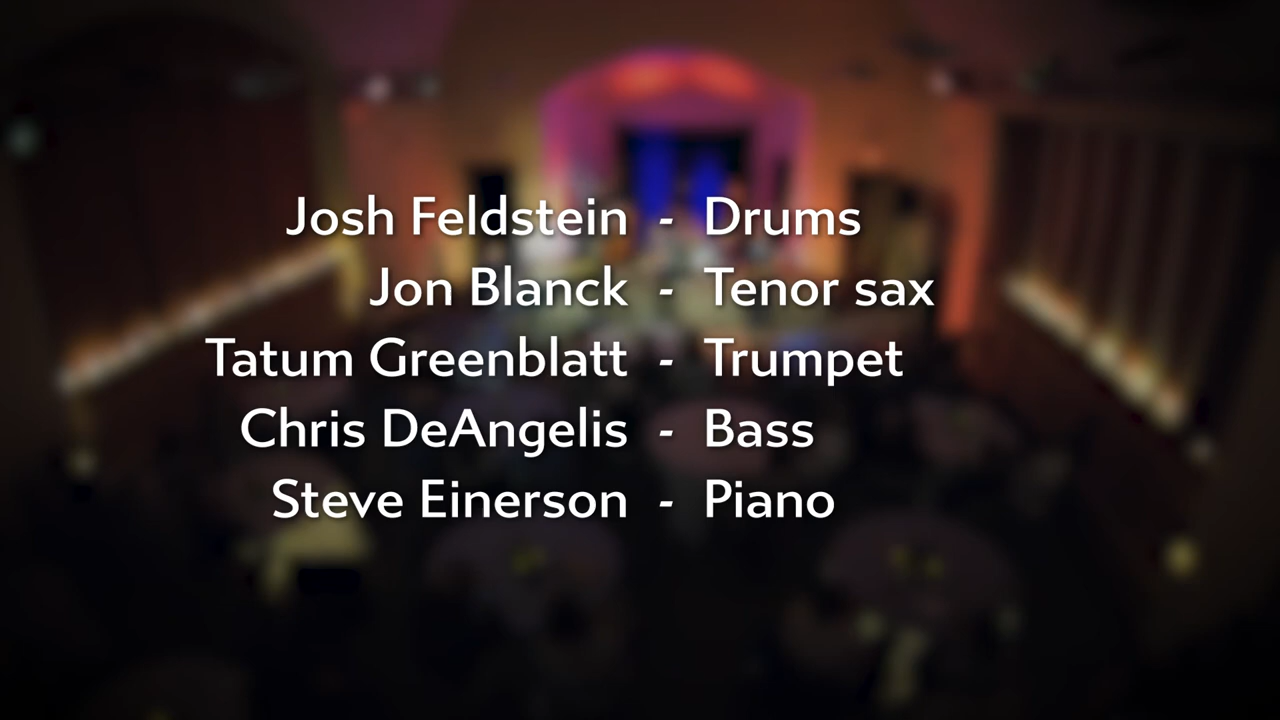 Josh Feldstein - Drums
Jon Blanck - Tenor sax
Tatum Greenblatt - Trumpet
Chris DeAngelis - Bass
Steve Einerson - Piano